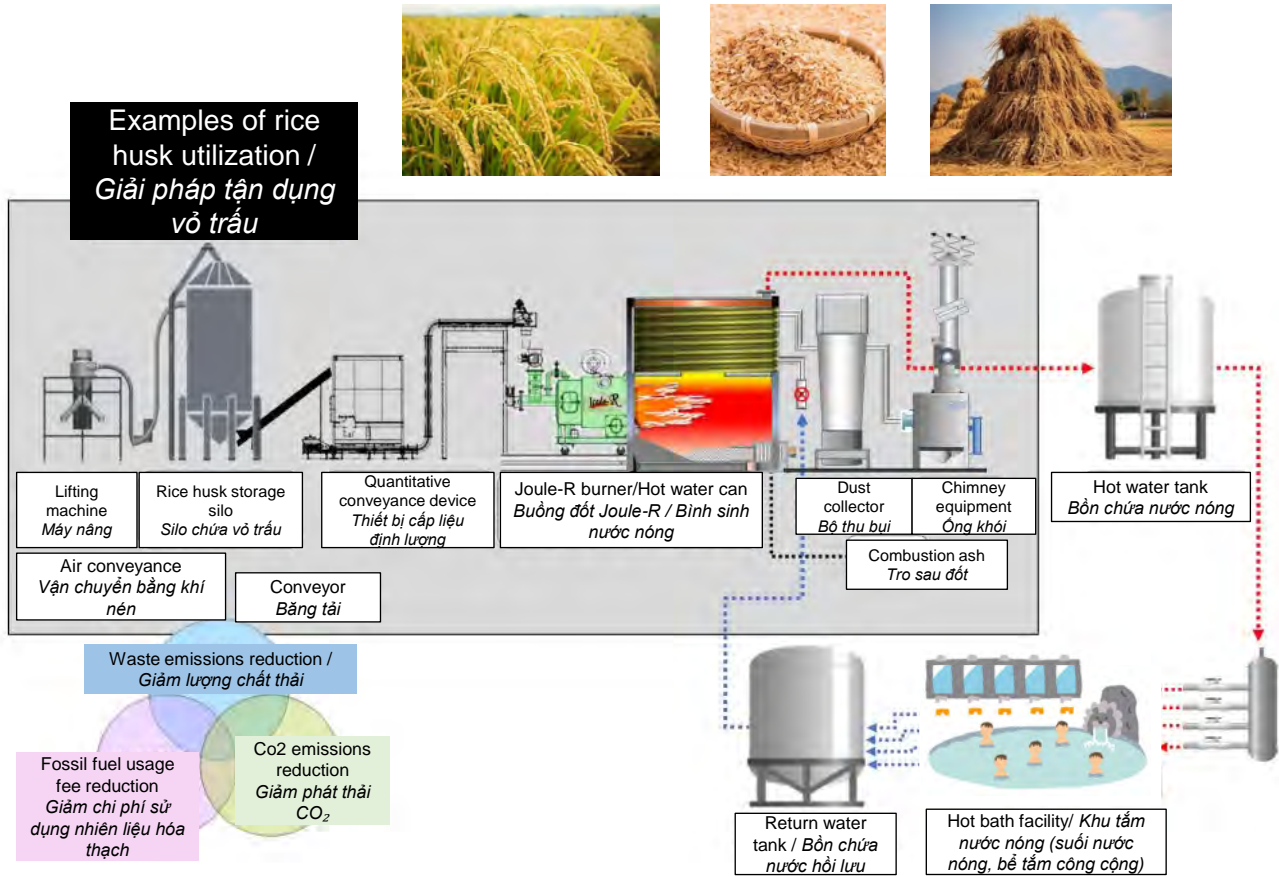 Examples of rice
husk utilization /
Giải pháp tận dụng
vỏ trấu
Joule-R
Lifting
machine
Máy nâng
Rice husk storage
silo
Silo chứa vỏ trấu
Quantitative
conveyance device
Thiết bị cấp liệu
định lượng
Joule-R burner/Hot water can
Buồng đốt Joule-R / Bình sinh
nước nóng
Dust
collector
Bộ thu bụi
Chimney
equipment
Ống khói
Hot water tank
Bồn chứa nước nóng
Combustion ash
Tro sau đốt
Air conveyance
Vận chuyển bằng khí
nén
Conveyor
Băng tải
Waste emissions reduction /
Giảm lượng chất thải
Fossil fuel usage
fee reduction
Giảm chi phí sử
dụng nhiên liệu hóa
thạch
Co2 emissions
reduction
Giảm phát thải
CO₂
Return water
tank / Bồn chứa
nước hồi lưu
Hot bath facility/ Khu tắm
nước nóng (suối nước
nóng, bể tắm công cộng)